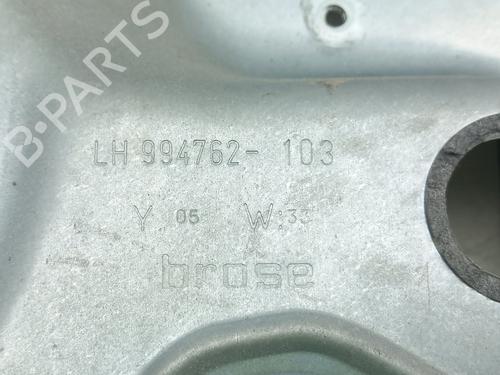 B-PARTS
LH 994762- 103
Y 05 W:33
brose